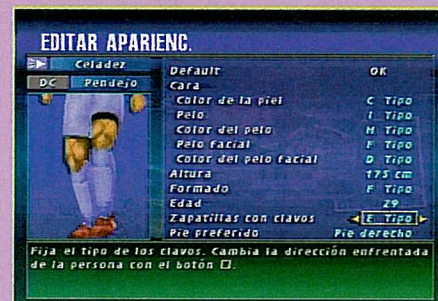 EDITAR APARIENC.
Celadez
DC Pendejo
Default OK
Cara
Color de la piel C Tipo
Pelo I Tipo
Color del pelo H Tipo
Pelo facial F Tipo
Color del pelo facial D Tipo
Altura 175 cm
Formado F Tipo
Edad 29
Zapatillas con clavos E Tipo
Pie preferido Pie derecho
Fija el tipo de los clavos. Cambia la dirección enfrentada
de la persona con el botón □.